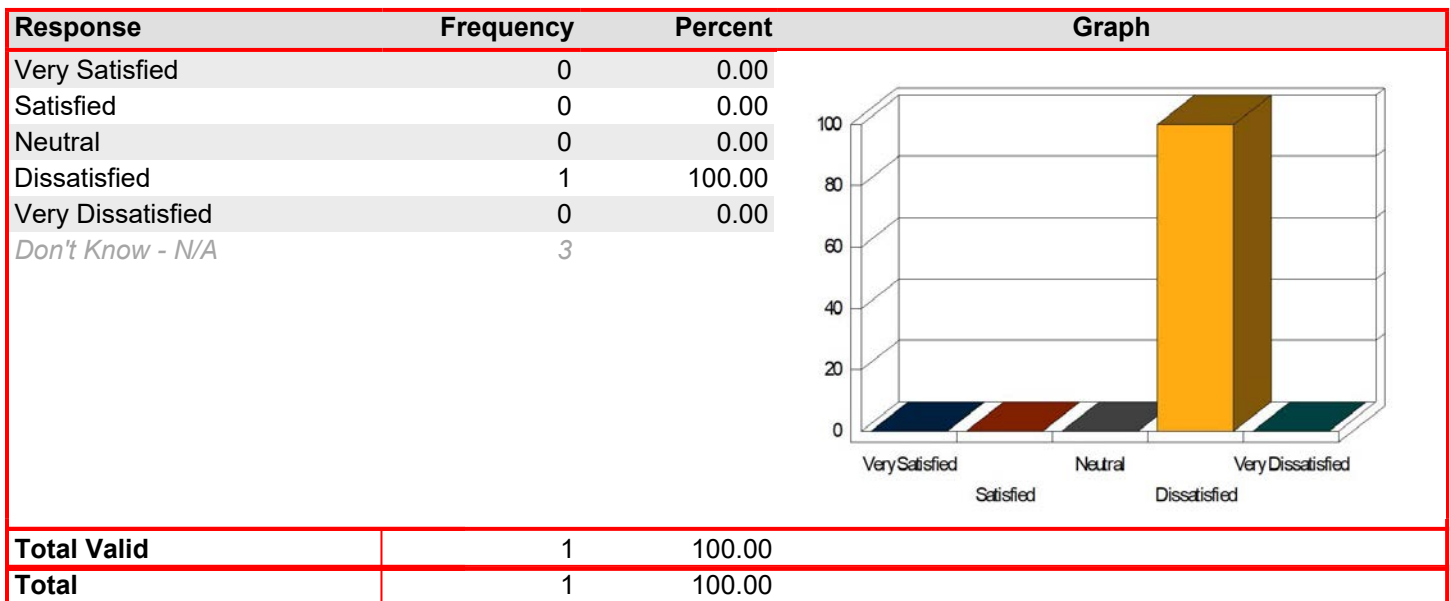 Response Frequency Percent Graph
Very Satisfied 0 0.00
Satisfied 0 0.00
Neutral 0 0.00
Dissatisfied 1 100.00
Very Dissatisfied 0 0.00
Don't Know - N/A 3
100
80
60
40
20
0
Very Satisfied Neutral Very Dissatisfied
Satisfied Dissatisfied
Total Valid 1 100.00
Total 1 100.00